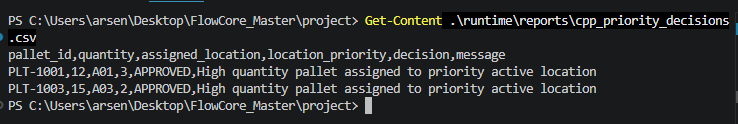 PS C:\Users\arsen\Desktop\FlowCore_Master\project> Get-Content .\runtime\reports\cpp_priority_decisions
.csv
pallet_id,quantity,assigned_location,location_priority,decision,message
PLT-1001,12,A01,3,APPROVED,High quantity pallet assigned to priority active location
PLT-1003,15,A03,2,APPROVED,High quantity pallet assigned to priority active location
PS C:\Users\arsen\Desktop\FlowCore_Master\project>